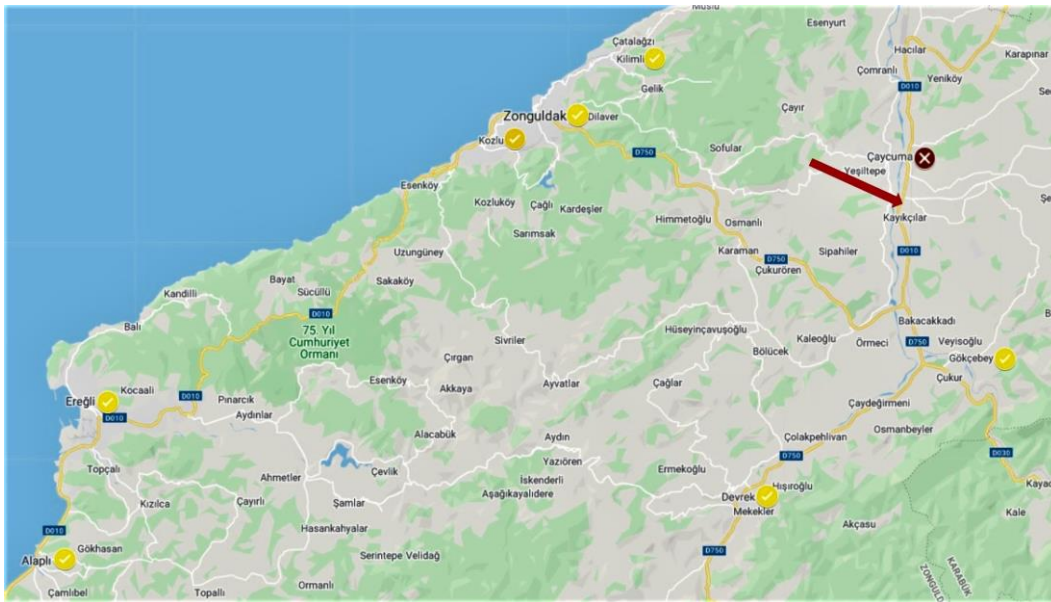 Muslu
Esenyurt
Çatalağzı
Kilimli
Hacılar
Karapınar
Çomranlı
Yeniköy
Gelik
D010
Zonguldak
Dilaver
Çayır
Kozlu
D750
Sofular
Çaycuma
Yeşiltepe
Esenköy
Kozluköy
Çağlı
Kardeşler
Himmetoğlu
Osmanlı
Kayıkçılar
Sarımsak
Uzungüney
Karaman
Sipahiler
D010
D750
Çukurören
Bayat
Sakaköy
Sücüllü
Kandilli
D010
Balı
75. Yıl
Cumhuriyet
Ormanı
Sivriler
Hüseyinçavuşoğlu
Kaleoğlu
Örmeci
Bakacakkadı
D750
Veyisoğlu
Gökçebey
Bölücek
Çırgan
Esenköy
Akkaya
Ayvatlar
Çağlar
Çukur
Kocaali
Ereğli
D010
D010
Pınarcık
Aydınlar
Çaydeğirmeni
Osmanbeyler
Alacabük
Aydın
Çolakpehlivan
D750
D030
Yazıören
İskenderli
Aşağıkayalıdere
Ermekoğlu
Topçalı
Ahmetler
Çevlik
Hışıroğlu
Devrek
Mekekler
Kızılca
Çayırlı
Şamlar
Akçasu
Kale
D010
Hasankahyalar
Gökhasan
Alaplı
Serintepe Velidağ
D750
Ormanlı
Çamlıbel
Topallı
KARABÜK